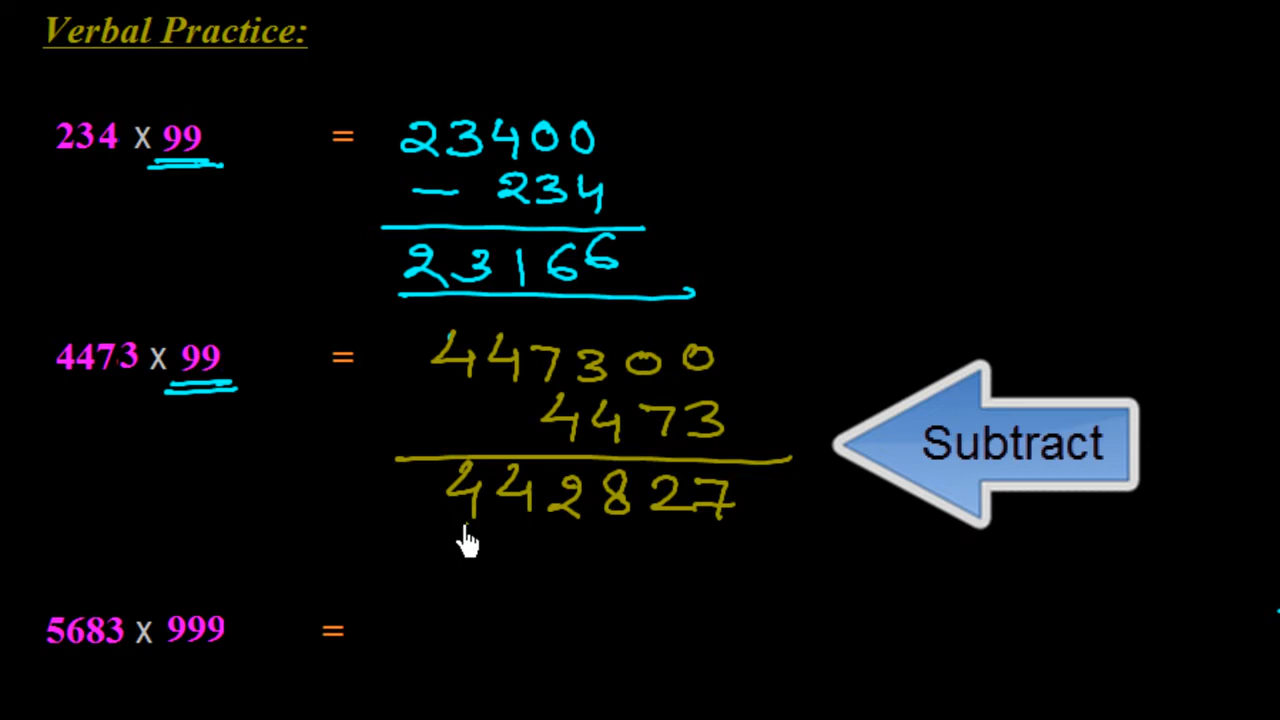 Verbal Practice:
234 X 99 = 23400
— 234
23166
4473 X 99 = 447300
4473
Subtract
442827
5683 X 999 =